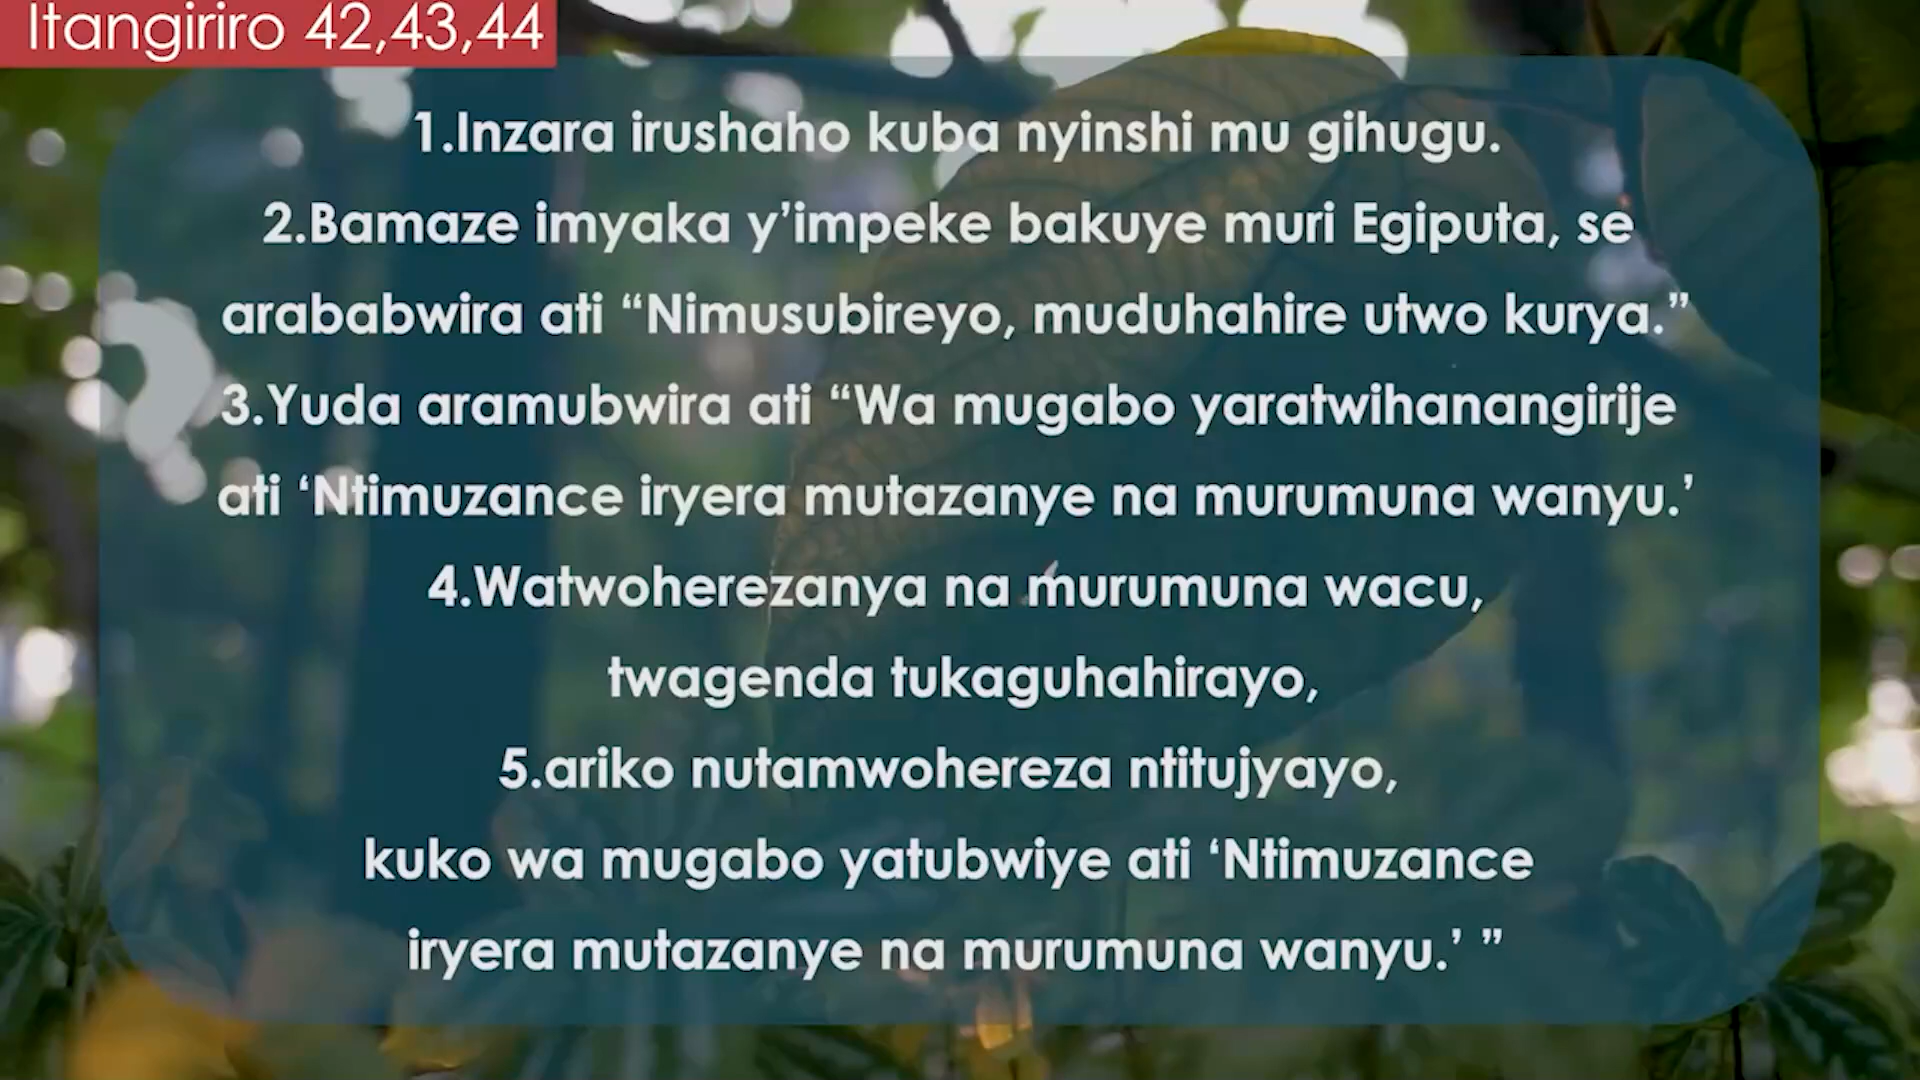 Itangiriro 42,43,44
1.Inzara irushaho kuba nyinshi mu gihugu.
2.Bamaze imyaka y’impeke bakuye muri Egiputa, se
arababwira ati “Nimusubireyo, muduhahire utwo kurya.”
3.Yuda aramubwira ati “Wa mugabo yaratwihanangirije
ati ‘Ntimuzance iryera mutazanye na murumuna wanyu.’
4.Watwoherezanya na murumuna wacu,
twagenda tukaguhahirayo,
5.ariko nutamwohereza ntitujyayo,
kuko wa mugabo yatubwiye ati ‘Ntimuzance
iryera mutazanye na murumuna wanyu.’ ”